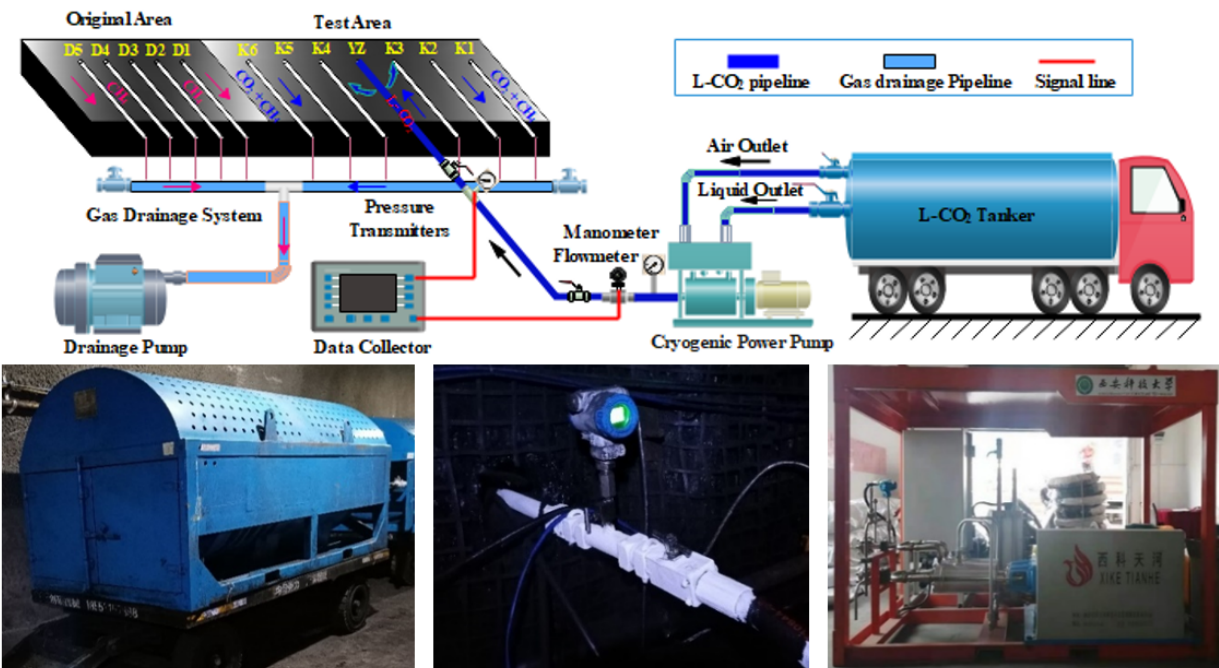 Original Area
Test Area
D5 D4 D3 D2 D1
K6 K5 K4 YZ K3 K2 K1
CH₄
CH₄
CO₂+CH₄
L-CO₂
CO₂+CH₄
L-CO₂ pipeline
Gas drainage Pipeline
Signal line
Air Outlet
Liquid Outlet
L-CO₂ Tanker
Gas Drainage System
Pressure
Transmitters
Manometer
Flowmeter
Drainage Pump
Data Collector
Cryogenic Power Pump
西安科技大学
西科天河
XIKE TIANHE